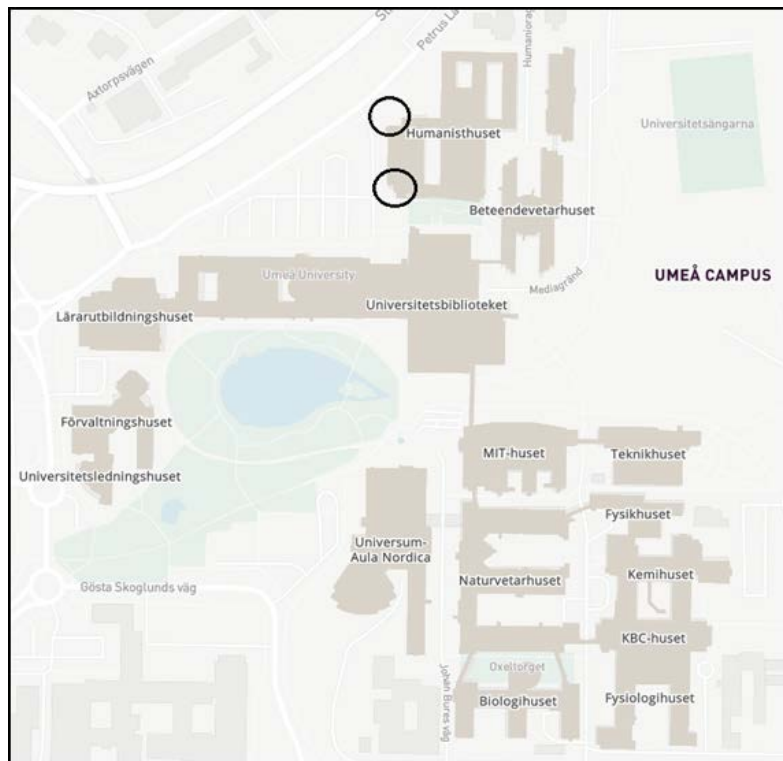 Axtorpsvägen
Petrus La
Humaniorag
Humanisthuset
Universitetsängarna
Beteendevetarhuset
Umeå University
Mediagränd
UMEÅ CAMPUS
Universitetsbiblioteket
Lärarutbildningshuset
Förvaltningshuset
Universitetsledningshuset
MIT-huset
Teknikhuset
Fysikhuset
Universum-
Aula Nordica
Naturvetarhuset
Kemihuset
Gösta Skoglunds väg
KBC-huset
Oxeltorget
Johan Bures väg
Biologihuset
Fysiologihuset